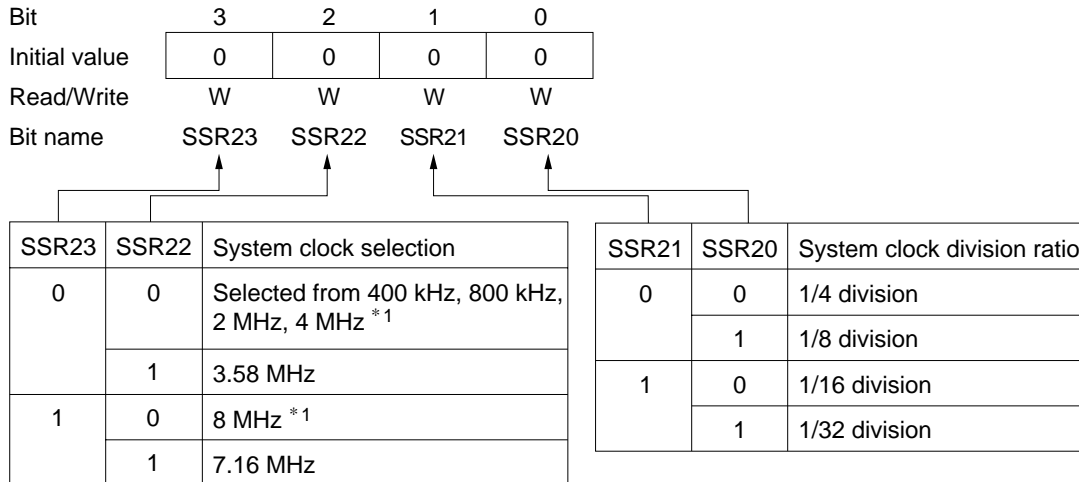 Bit 3 2 1 0
Initial value 0 0 0 0
Read/Write W W W W
Bit name SSR23 SSR22 SSR21 SSR20
SSR23 SSR22 System clock selection
0 0 Selected from 400 kHz, 800 kHz,
2 MHz, 4 MHz *1
1 3.58 MHz
1 0 8 MHz *1
1 7.16 MHz
SSR21 SSR20 System clock division ratio
0 0 1/4 division
1 1/8 division
1 0 1/16 division
1 1/32 division